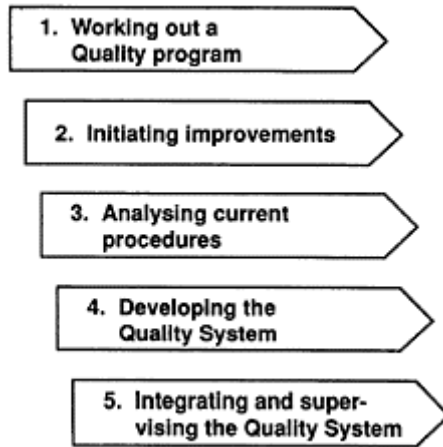 1. Working out a
Quality program
2. Initiating improvements
3. Analysing current
procedures
4. Developing the
Quality System
5. Integrating and super-
vising the Quality System